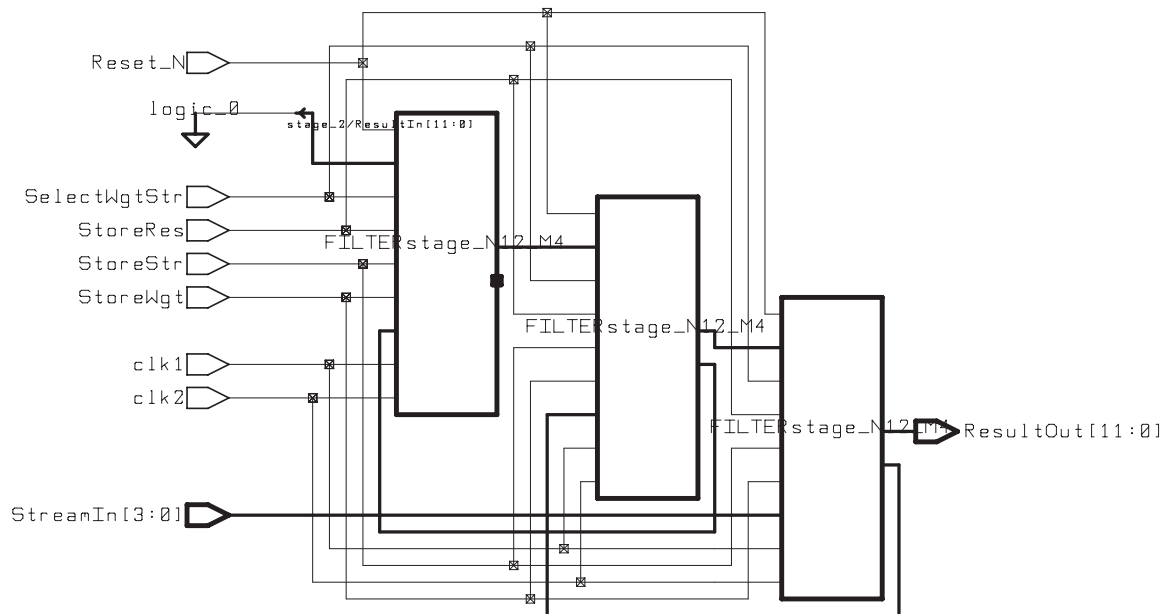 Reset_N
logic_0
stage_2/ResultIn[11:0]
SelectWgtStr
StoreRes
FILTERstage_N12_M4
StoreStr
StoreWgt
FILTERstage_N12_M4
clk1
clk2
FILTERstage_N12_M4
ResultOut[11:0]
StreamIn[3:0]